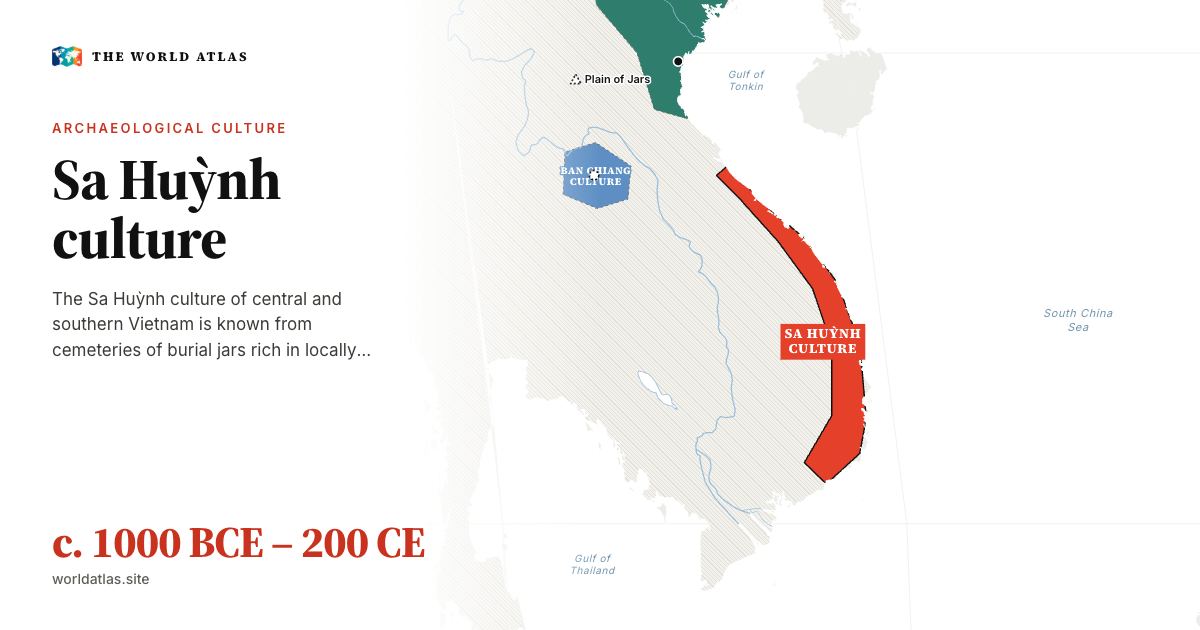 THE WORLD ATLAS
ARCHAEOLOGICAL CULTURE
Sa Huỳnh
culture
The Sa Huỳnh culture of central and
southern Vietnam is known from
cemeteries of burial jars rich in locally...
c. 1000 BCE – 200 CE
worldatlas.site
Plain of Jars
Gulf of
Tonkin
BAN CHIANG
CULTURE
SA HUỲNH
CULTURE
South China
Sea
Gulf of
Thailand